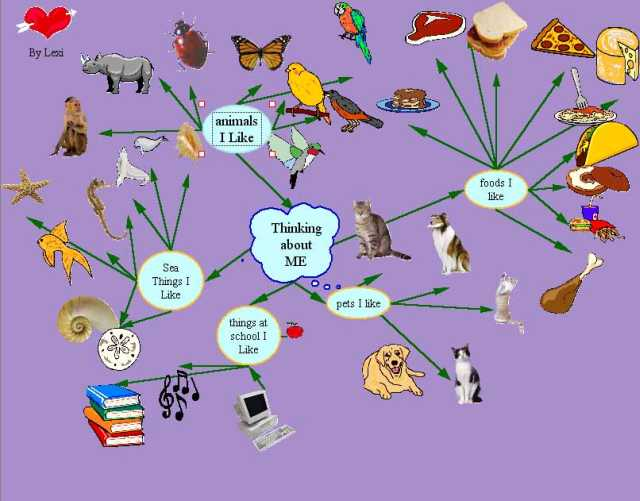 By Lexi
animals
I Like
foods I
like
Thinking
about
ME
Sea
Things I
Like
pets I like
things at
school I
Like